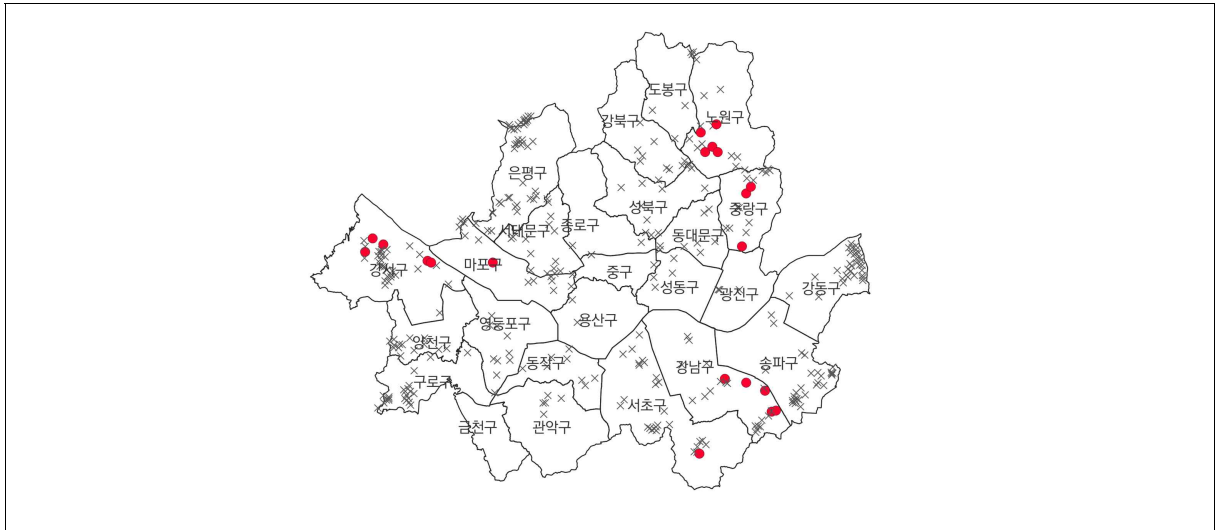 도봉구
노원구
강북구
은평구
성북구
중랑구
서대문구
종로구
동대문구
마포구
강서구
중구
성동구
광진구
강동구
영등포구
용산구
양천구
동작구
강남구
송파구
구로구
서초구
금천구
관악구